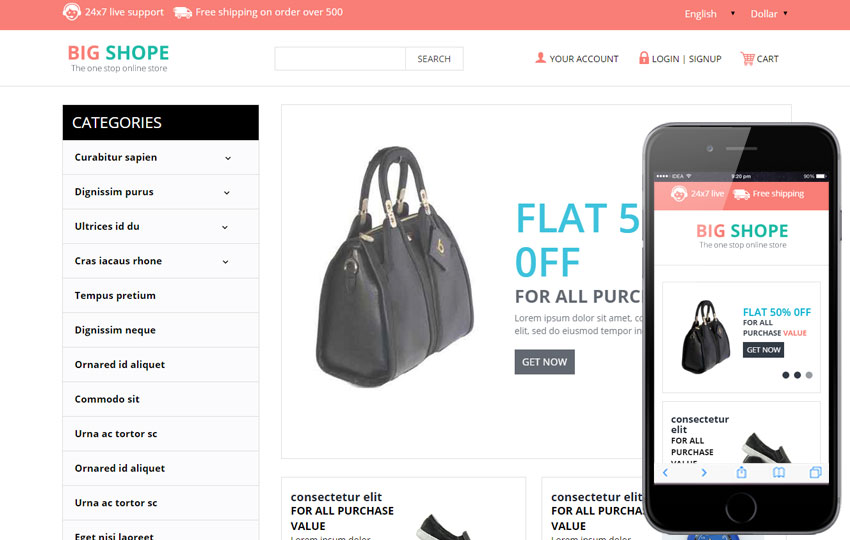 24x7 live support Free shipping on order over 500
English Dollar
BIG SHOPE
The one stop online store
SEARCH
YOUR ACCOUNT LOGIN | SIGNUP CART
CATEGORIES
Curabitur sapien
Dignissim purus
Ultrices id du
Cras iacaus rhone
Tempus pretium
Dignissim neque
Ornared id aliquet
Commodo sit
Urna ac tortor sc
Ornared id aliquet
Urna ac tortor sc
Eget nisi laoreet
FLAT 5
0FF
FOR ALL PURC
Lorem ipsum dolor sit amet, co
elit, sed do eiusmod tempor in
GET NOW
consectetur elit
FOR ALL PURCHASE
VALUE
Lorem ipsum dolor
consectetur elit
FOR ALL PURCHASE
VALUE
IDEA 9:20 pm 90%
24x7 live Free shipping
BIG SHOPE
The one stop online store
FLAT 50% 0FF
FOR ALL
PURCHASE VALUE
GET NOW
consectetur
elit
FOR ALL
PURCHASE
VALUE